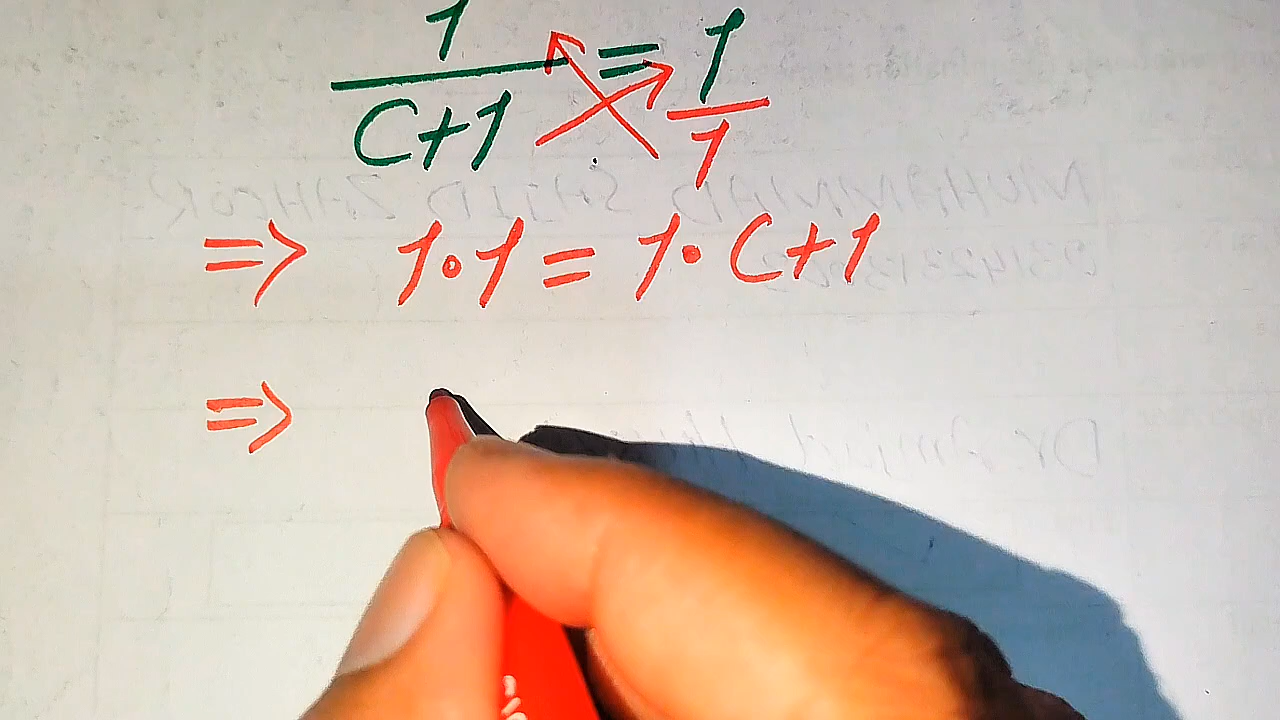 1/(C+1) = 1/1
=> 1·1 = 1·C+1
=>